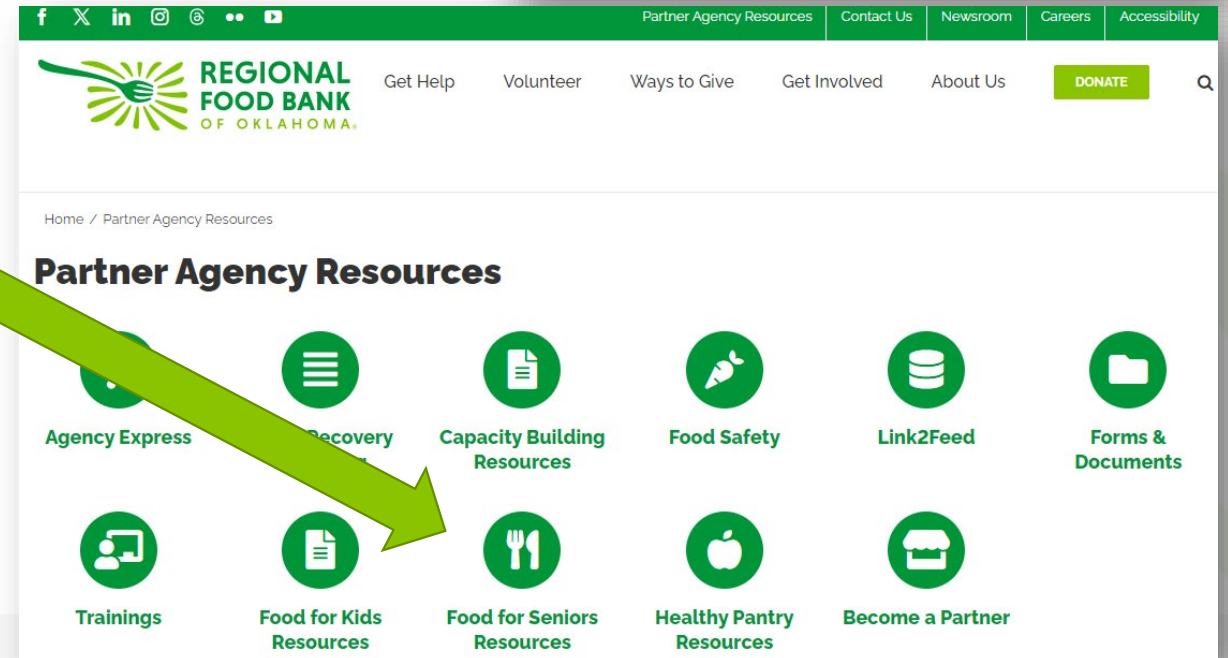 Partner Agency Resources Contact Us Newsroom Careers Accessibility
REGIONAL
FOOD BANK
OF OKLAHOMA®
Get Help Volunteer Ways to Give Get Involved About Us DONATE
Home / Partner Agency Resources
Partner Agency Resources
Agency Express
Recovery
Capacity Building
Resources
Food Safety
Link2Feed
Forms &
Documents
Trainings
Food for Kids
Resources
Food for Seniors
Resources
Healthy Pantry
Resources
Become a Partner